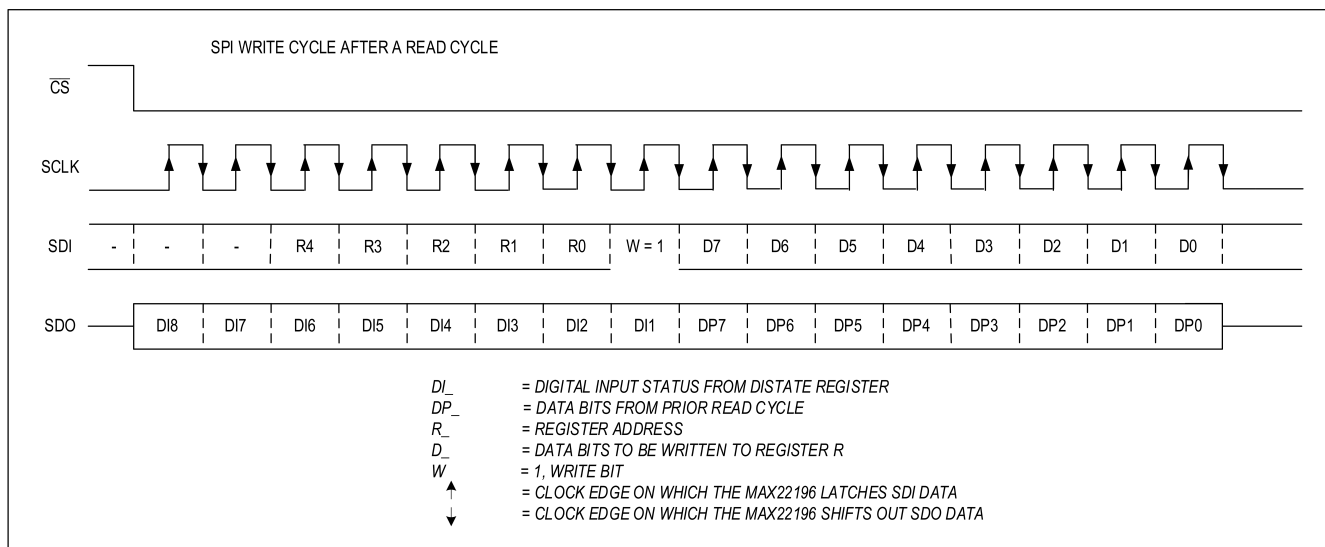 SPI WRITE CYCLE AFTER A READ CYCLE
CS
SCLK
SDI - - - R4 R3 R2 R1 R0 W = 1 D7 D6 D5 D4 D3 D2 D1 D0
SDO DI8 DI7 DI6 DI5 DI4 DI3 DI2 DI1 DP7 DP6 DP5 DP4 DP3 DP2 DP1 DP0
DI_ = DIGITAL INPUT STATUS FROM DISTATE REGISTER
DP_ = DATA BITS FROM PRIOR READ CYCLE
R_ = REGISTER ADDRESS
D_ = DATA BITS TO BE WRITTEN TO REGISTER R
W = 1, WRITE BIT
↑ = CLOCK EDGE ON WHICH THE MAX22196 LATCHES SDI DATA
↓ = CLOCK EDGE ON WHICH THE MAX22196 SHIFTS OUT SDO DATA